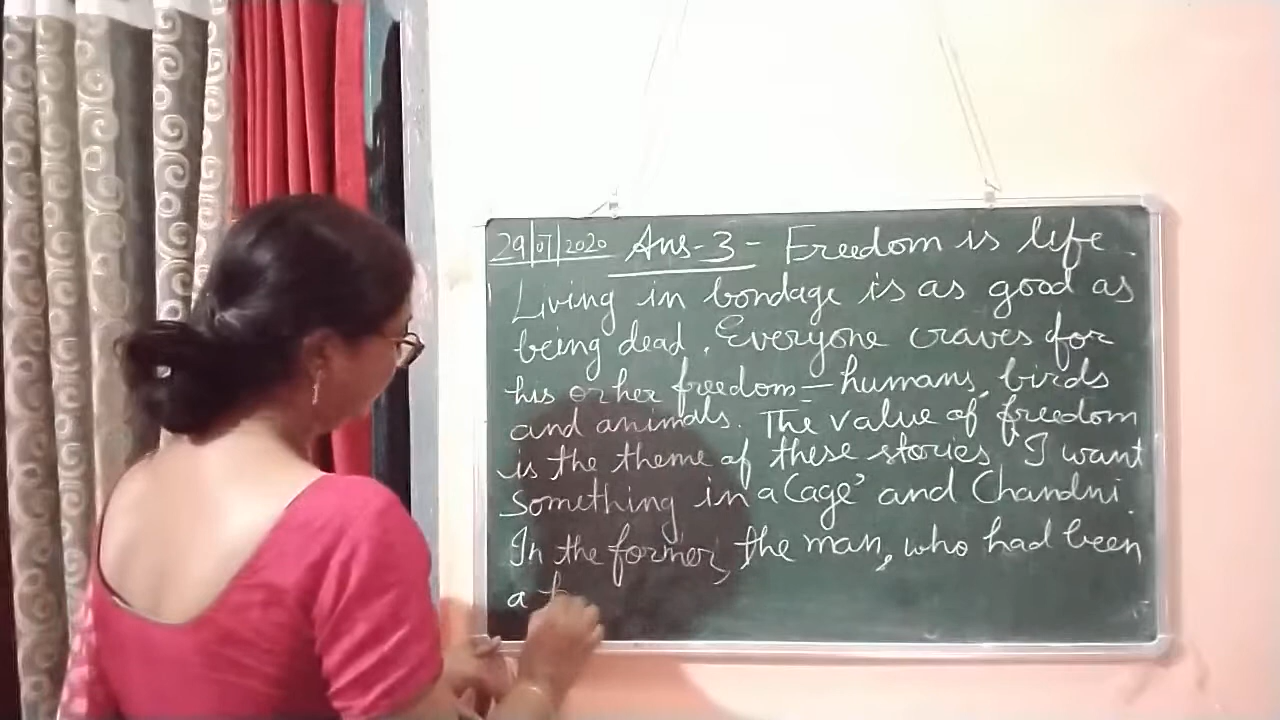 29/07/2020 Ans-3 - Freedom is life
Living in bondage is as good as
being dead. Everyone craves for
his or her freedom - humans, birds
and animals. The value of freedom
is the theme of these stories 'I want
something in a Cage' and Chandni.
In the former, the man, who had been
a